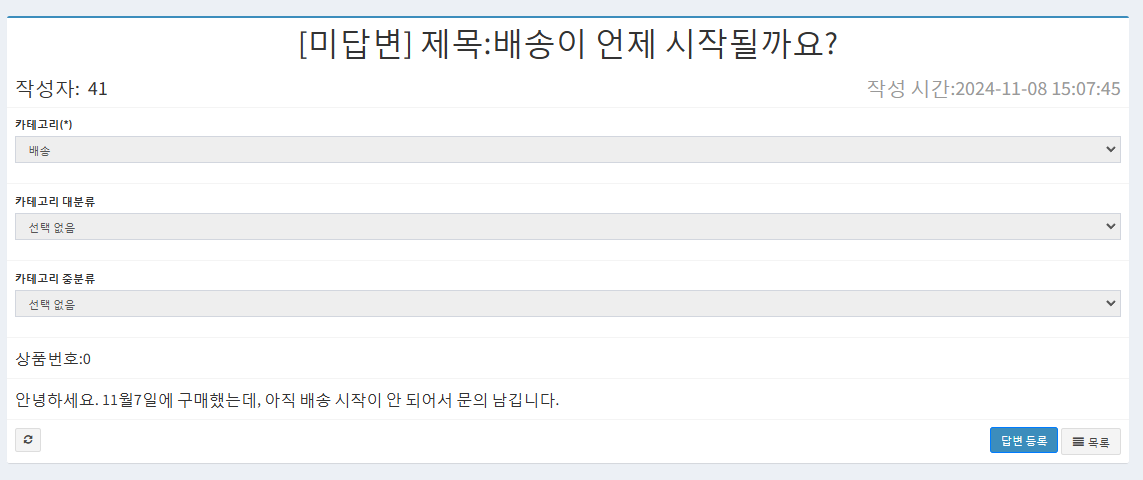 [미답변] 제목:배송이 언제 시작될까요?
작성자: 41
작성 시간:2024-11-08 15:07:45
카테고리(*)
배송
카테고리 대분류
선택 없음
카테고리 중분류
선택 없음
상품번호:0
안녕하세요. 11월7일에 구매했는데, 아직 배송 시작이 안 되어서 문의 남깁니다.
답변 등록
목록